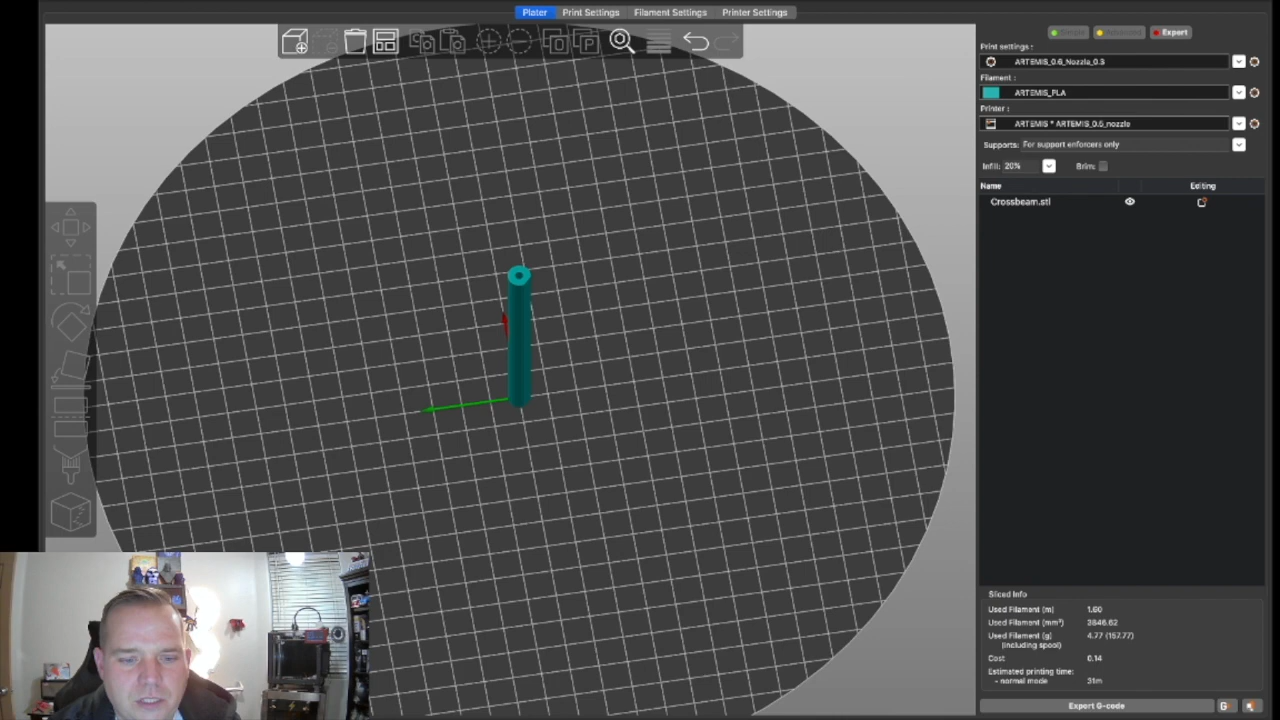 Plater Print Settings Filament Settings Printer Settings
Simple Advanced Expert
Print settings :
ARTEMIS_0.6_Nozzle_0.3
Filament :
ARTEMIS_PLA
Printer :
ARTEMIS * ARTEMIS_0.5_nozzle
Supports: For support enforcers only
Infill: 20% Brim:
Name Editing
Crossbeam.stl
Sliced Info
Used Filament (m) 1.60
Used Filament (mm³) 3846.62
Used Filament (g) 4.77 (157.77)
(including spool)
Cost 0.14
Estimated printing time:
- normal mode 31m
Export G-code
G